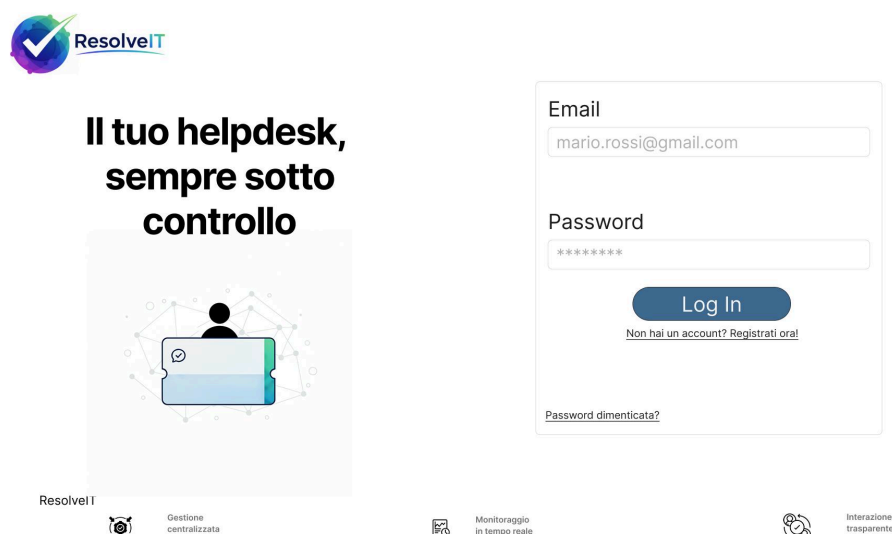 ResolveIT
Il tuo helpdesk,
sempre sotto
controllo
Email
mario.rossi@gmail.com
Password
********
Log In
Non hai un account? Registrati ora!
Password dimenticata?
ResolveIT
Gestione
centralizzata
Monitoraggio
in tempo reale
Interazione
trasparente